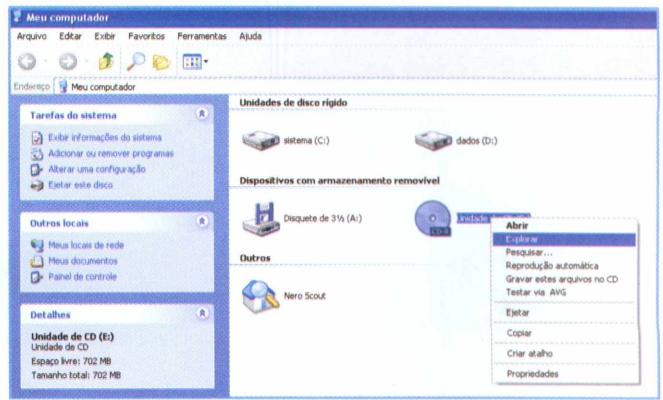 Meu computador
Arquivo Editar Exibir Favoritos Ferramentas Ajuda
Endereço Meu computador
Tarefas do sistema
Exibir informações do sistema
Adicionar ou remover programas
Alterar uma configuração
Ejetar este disco
Outros locais
Meus locais de rede
Meus documentos
Painel de controle
Detalhes
Unidade de CD (E:)
Unidade de CD
Espaço livre: 702 MB
Tamanho total: 702 MB
Unidades de disco rígido
sistema (C:)
dados (D:)
Dispositivos com armazenamento removível
Disquete de 3½ (A:)
CD-R
Unidade
Outros
Nero Scout
Abrir
Explorar
Pesquisar...
Reprodução automática
Gravar estes arquivos no CD
Testar via AVG
Ejetar
Copiar
Criar atalho
Propriedades